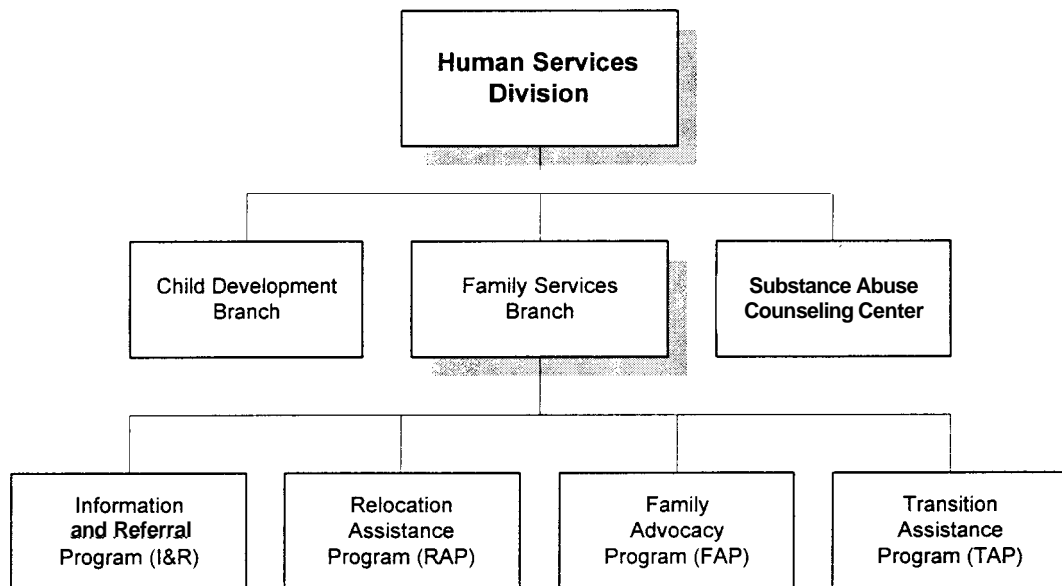 Human Services
Division
Child Development
Branch
Family Services
Branch
Substance Abuse
Counseling Center
Information
and Referral
Program (I&R)
Relocation
Assistance
Program (RAP)
Family
Advocacy
Program (FAP)
Transition
Assistance
Program (TAP)